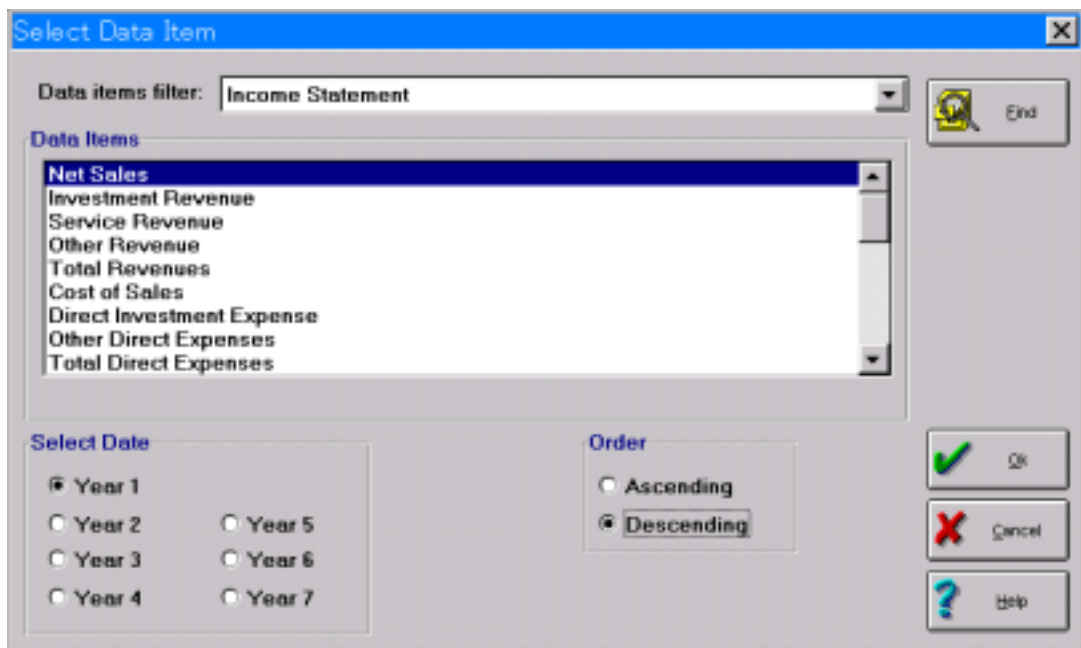 Select Data Item
Data items filter: Income Statement
Find
Data Items
Net Sales
Investment Revenue
Service Revenue
Other Revenue
Total Revenues
Cost of Sales
Direct Investment Expense
Other Direct Expenses
Total Direct Expenses
Select Date
Year 1
Year 2 Year 5
Year 3 Year 6
Year 4 Year 7
Order
Ascending
Descending
Ok
Cancel
Help